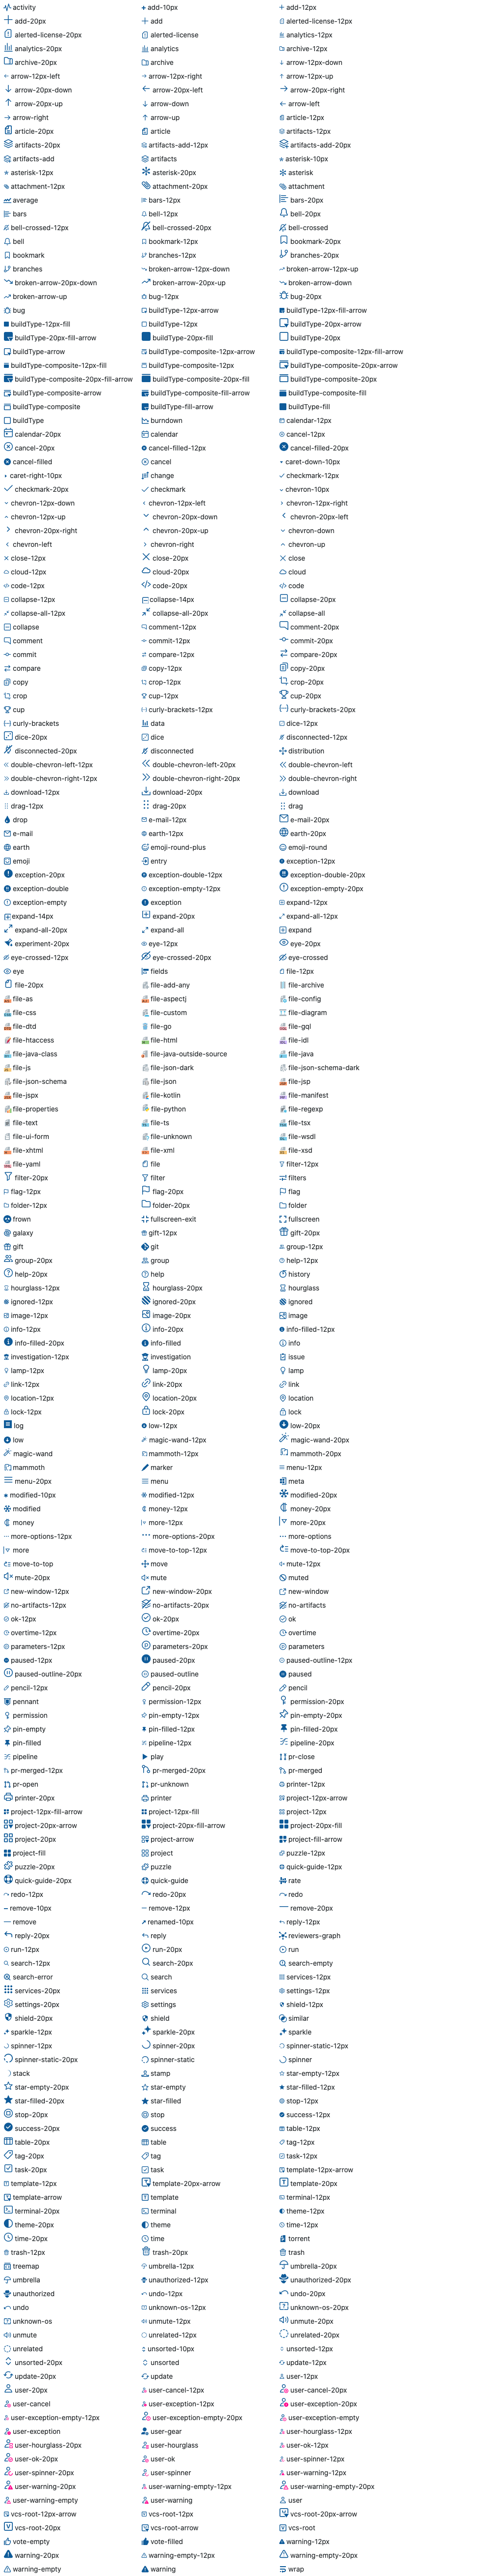 activity add-10px add-12px
add-20px add alerted-license-12px
alerted-license-20px alerted-license analytics-12px
analytics-20px analytics archive-12px
archive-20px archive arrow-12px-down
arrow-12px-left arrow-12px-right arrow-12px-up
arrow-20px-down arrow-20px-left arrow-20px-right
arrow-20px-up arrow-down arrow-left
arrow-right arrow-up article-12px
article-20px article artifacts-12px
artifacts-20px artifacts-add-12px artifacts-add-20px
artifacts-add artifacts asterisk-10px
asterisk-12px asterisk-20px asterisk
attachment-12px attachment-20px attachment
average bars-12px bars-20px
bars bell-12px bell-20px
bell-crossed-12px bell-crossed-20px bell-crossed
bell bookmark-12px bookmark-20px
bookmark branches-12px branches-20px
branches broken-arrow-12px-down broken-arrow-12px-up
broken-arrow-20px-down broken-arrow-20px-up broken-arrow-down
broken-arrow-up bug-12px bug-20px
bug buildType-12px-arrow buildType-12px-fill-arrow
buildType-12px-fill buildType-12px buildType-20px-arrow
buildType-20px-fill-arrow buildType-20px-fill buildType-20px
buildType-arrow buildType-composite-12px-arrow buildType-composite-12px-fill-arrow
buildType-composite-12px-fill buildType-composite-12px buildType-composite-20px-arrow
buildType-composite-20px-fill-arrow buildType-composite-20px-fill buildType-composite-20px
buildType-composite-arrow buildType-composite-fill-arrow buildType-composite-fill
buildType-composite buildType-fill-arrow buildType-fill
buildType burndown calendar-12px
calendar-20px calendar cancel-12px
cancel-20px cancel-filled-12px cancel-filled-20px
cancel-filled cancel caret-down-10px
caret-right-10px change checkmark-12px
checkmark-20px checkmark chevron-10px
chevron-12px-down chevron-12px-left chevron-12px-right
chevron-12px-up chevron-20px-down chevron-20px-left
chevron-20px-right chevron-20px-up chevron-down
chevron-left chevron-right chevron-up
close-12px close-20px close
cloud-12px cloud-20px cloud
code-12px code-20px code
collapse-12px collapse-14px collapse-20px
collapse-all-12px collapse-all-20px collapse-all
collapse comment-12px comment-20px
comment commit-12px commit-20px
commit compare-12px compare-20px
compare copy-12px copy-20px
copy crop-12px crop-20px
crop cup-12px cup-20px
cup curly-brackets-12px curly-brackets-20px
curly-brackets data dice-12px
dice-20px dice disconnected-12px
disconnected-20px disconnected distribution
double-chevron-left-12px double-chevron-left-20px double-chevron-left
double-chevron-right-12px double-chevron-right-20px double-chevron-right
download-12px download-20px download
drag-12px drag-20px drag
drop e-mail-12px e-mail-20px
e-mail earth-12px earth-20px
earth emoji-round-plus emoji-round
emoji entry exception-12px
exception-20px exception-double-12px exception-double-20px
exception-double exception-empty-12px exception-empty-20px
exception-empty exception expand-12px
expand-14px expand-20px expand-all-12px
expand-all-20px expand-all expand
experiment-20px eye-12px eye-20px
eye-crossed-12px eye-crossed-20px eye-crossed
eye fields file-12px
file-20px file-add-any file-archive
file-as file-aspectj file-config
file-css file-custom file-diagram
file-dtd file-go file-gql
file-htaccess file-html file-idl
file-java-class file-java-outside-source file-java
file-js file-json-dark file-json-schema-dark
file-json-schema file-json file-jsp
file-jspx file-kotlin file-manifest
file-properties file-python file-regexp
file-text file-ts file-tsx
file-ui-form file-unknown file-wsdl
file-xhtml file-xml file-xsd
file-yaml file filter-12px
filter-20px filter filters
flag-12px flag-20px flag
folder-12px folder-20px folder
frown fullscreen-exit fullscreen
galaxy gift-12px gift-20px
gift git group-12px
group-20px group help-12px
help-20px help history
hourglass-12px hourglass-20px hourglass
ignored-12px ignored-20px ignored
image-12px image-20px image
info-12px info-20px info-filled-12px
info-filled-20px info-filled info
investigation-12px investigation issue
lamp-12px lamp-20px lamp
link-12px link-20px link
location-12px location-20px location
lock-12px lock-20px lock
log low-12px low-20px
low magic-wand-12px magic-wand-20px
magic-wand mammoth-12px mammoth-20px
mammoth marker menu-12px
menu-20px menu meta
modified-10px modified-12px modified-20px
modified money-12px money-20px
money more-12px more-20px
more-options-12px more-options-20px more-options
more move-to-top-12px move-to-top-20px
move-to-top move mute-12px
mute-20px mute muted
new-window-12px new-window-20px new-window
no-artifacts-12px no-artifacts-20px no-artifacts
ok-12px ok-20px ok
overtime-12px overtime-20px overtime
parameters-12px parameters-20px parameters
paused-12px paused-20px paused-outline-12px
paused-outline-20px paused-outline paused
pencil-12px pencil-20px pencil
pennant permission-12px permission-20px
permission pin-empty-12px pin-empty-20px
pin-empty pin-filled-12px pin-filled-20px
pin-filled pipeline-12px pipeline-20px
pipeline play pr-close
pr-merged-12px pr-merged-20px pr-merged
pr-open pr-unknown printer-12px
printer-20px printer project-12px-arrow
project-12px-fill-arrow project-12px-fill project-12px
project-20px-arrow project-20px-fill-arrow project-20px-fill
project-20px project-arrow project-fill-arrow
project-fill project puzzle-12px
puzzle-20px puzzle quick-guide-12px
quick-guide-20px quick-guide rate
redo-12px redo-20px redo
remove-10px remove-12px remove-20px
remove renamed-10px reply-12px
reply-20px reply reviewers-graph
run-12px run-20px run
search-12px search-20px search-empty
search-error search services-12px
services-20px services settings-12px
settings-20px settings shield-12px
shield-20px shield similar
sparkle-12px sparkle-20px sparkle
spinner-12px spinner-20px spinner-static-12px
spinner-static-20px spinner-static spinner
stack stamp star-empty-12px
star-empty-20px star-empty star-filled-12px
star-filled-20px star-filled stop-12px
stop-20px stop success-12px
success-20px success table-12px
table-20px table tag-12px
tag-20px tag task-12px
task-20px task template-12px-arrow
template-12px template-20px-arrow template-20px
template-arrow template terminal-12px
terminal-20px terminal theme-12px
theme-20px theme time-12px
time-20px time torrent
trash-12px trash-20px trash
treemap umbrella-12px umbrella-20px
umbrella unauthorized-12px unauthorized-20px
unauthorized undo-12px undo-20px
undo unknown-os-12px unknown-os-20px
unknown-os unmute-12px unmute-20px
unmute unrelated-12px unrelated-20px
unrelated unsorted-10px unsorted-12px
unsorted-20px unsorted update-12px
update-20px update user-12px
user-20px user-cancel-12px user-cancel-20px
user-cancel user-exception-12px user-exception-20px
user-exception-empty-12px user-exception-empty-20px user-exception-empty
user-exception user-gear user-hourglass-12px
user-hourglass-20px user-hourglass user-ok-12px
user-ok-20px user-ok user-spinner-12px
user-spinner-20px user-spinner user-warning-12px
user-warning-20px user-warning-empty-12px user-warning-empty-20px
user-warning-empty user-warning user
vcs-root-12px-arrow vcs-root-12px vcs-root-20px-arrow
vcs-root-20px vcs-root-arrow vcs-root
vote-empty vote-filled warning-12px
warning-20px warning-empty-12px warning-empty-20px
warning-empty warning wrap